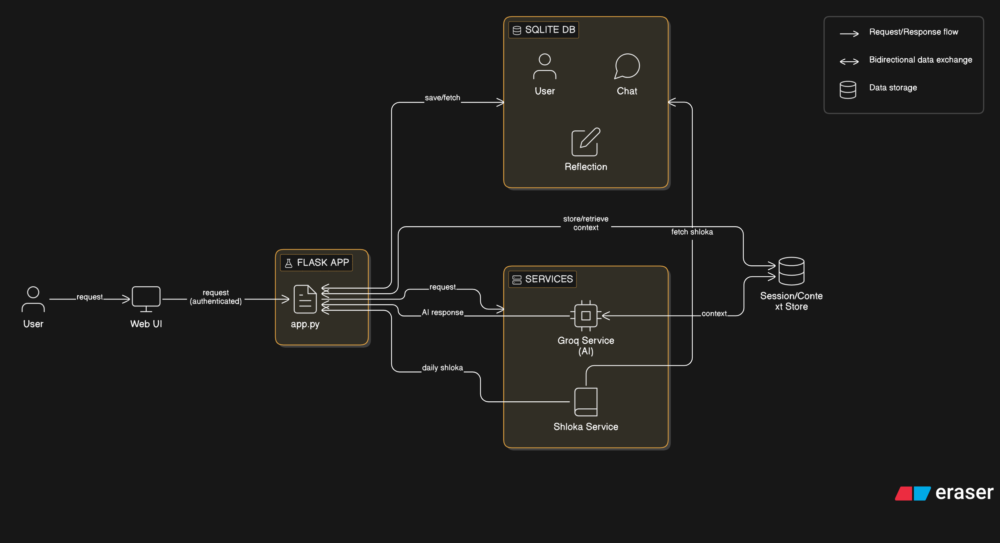 SQLITE DB
User
Chat
Reflection
Request/Response flow
Bidirectional data exchange
Data storage
save/fetch
store/retrieve
context
fetch shloka
FLASK APP
app.py
User
request
Web UI
request
(authenticated)
request
AI response
daily shloka
SERVICES
Groq Service
(AI)
Shloka Service
context
Session/Conte
xt Store
eraser